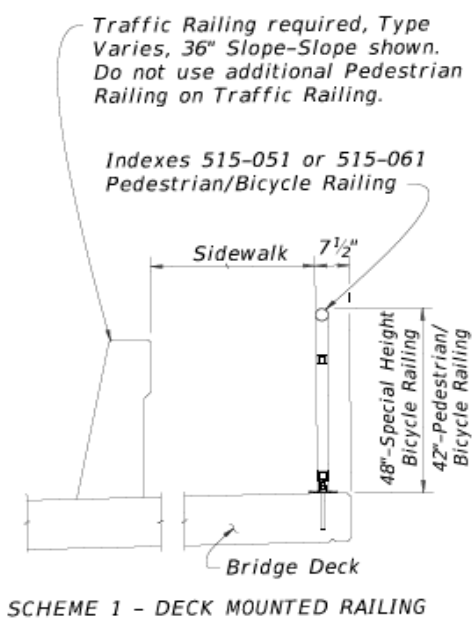 Traffic Railing required, Type
Varies, 36" Slope-Slope shown.
Do not use additional Pedestrian
Railing on Traffic Railing.
Indexes 515-051 or 515-061
Pedestrian/Bicycle Railing
Sidewalk
7½"
48"-Special Height
Bicycle Railing
42"-Pedestrian/
Bicycle Railing
Bridge Deck
SCHEME 1 - DECK MOUNTED RAILING